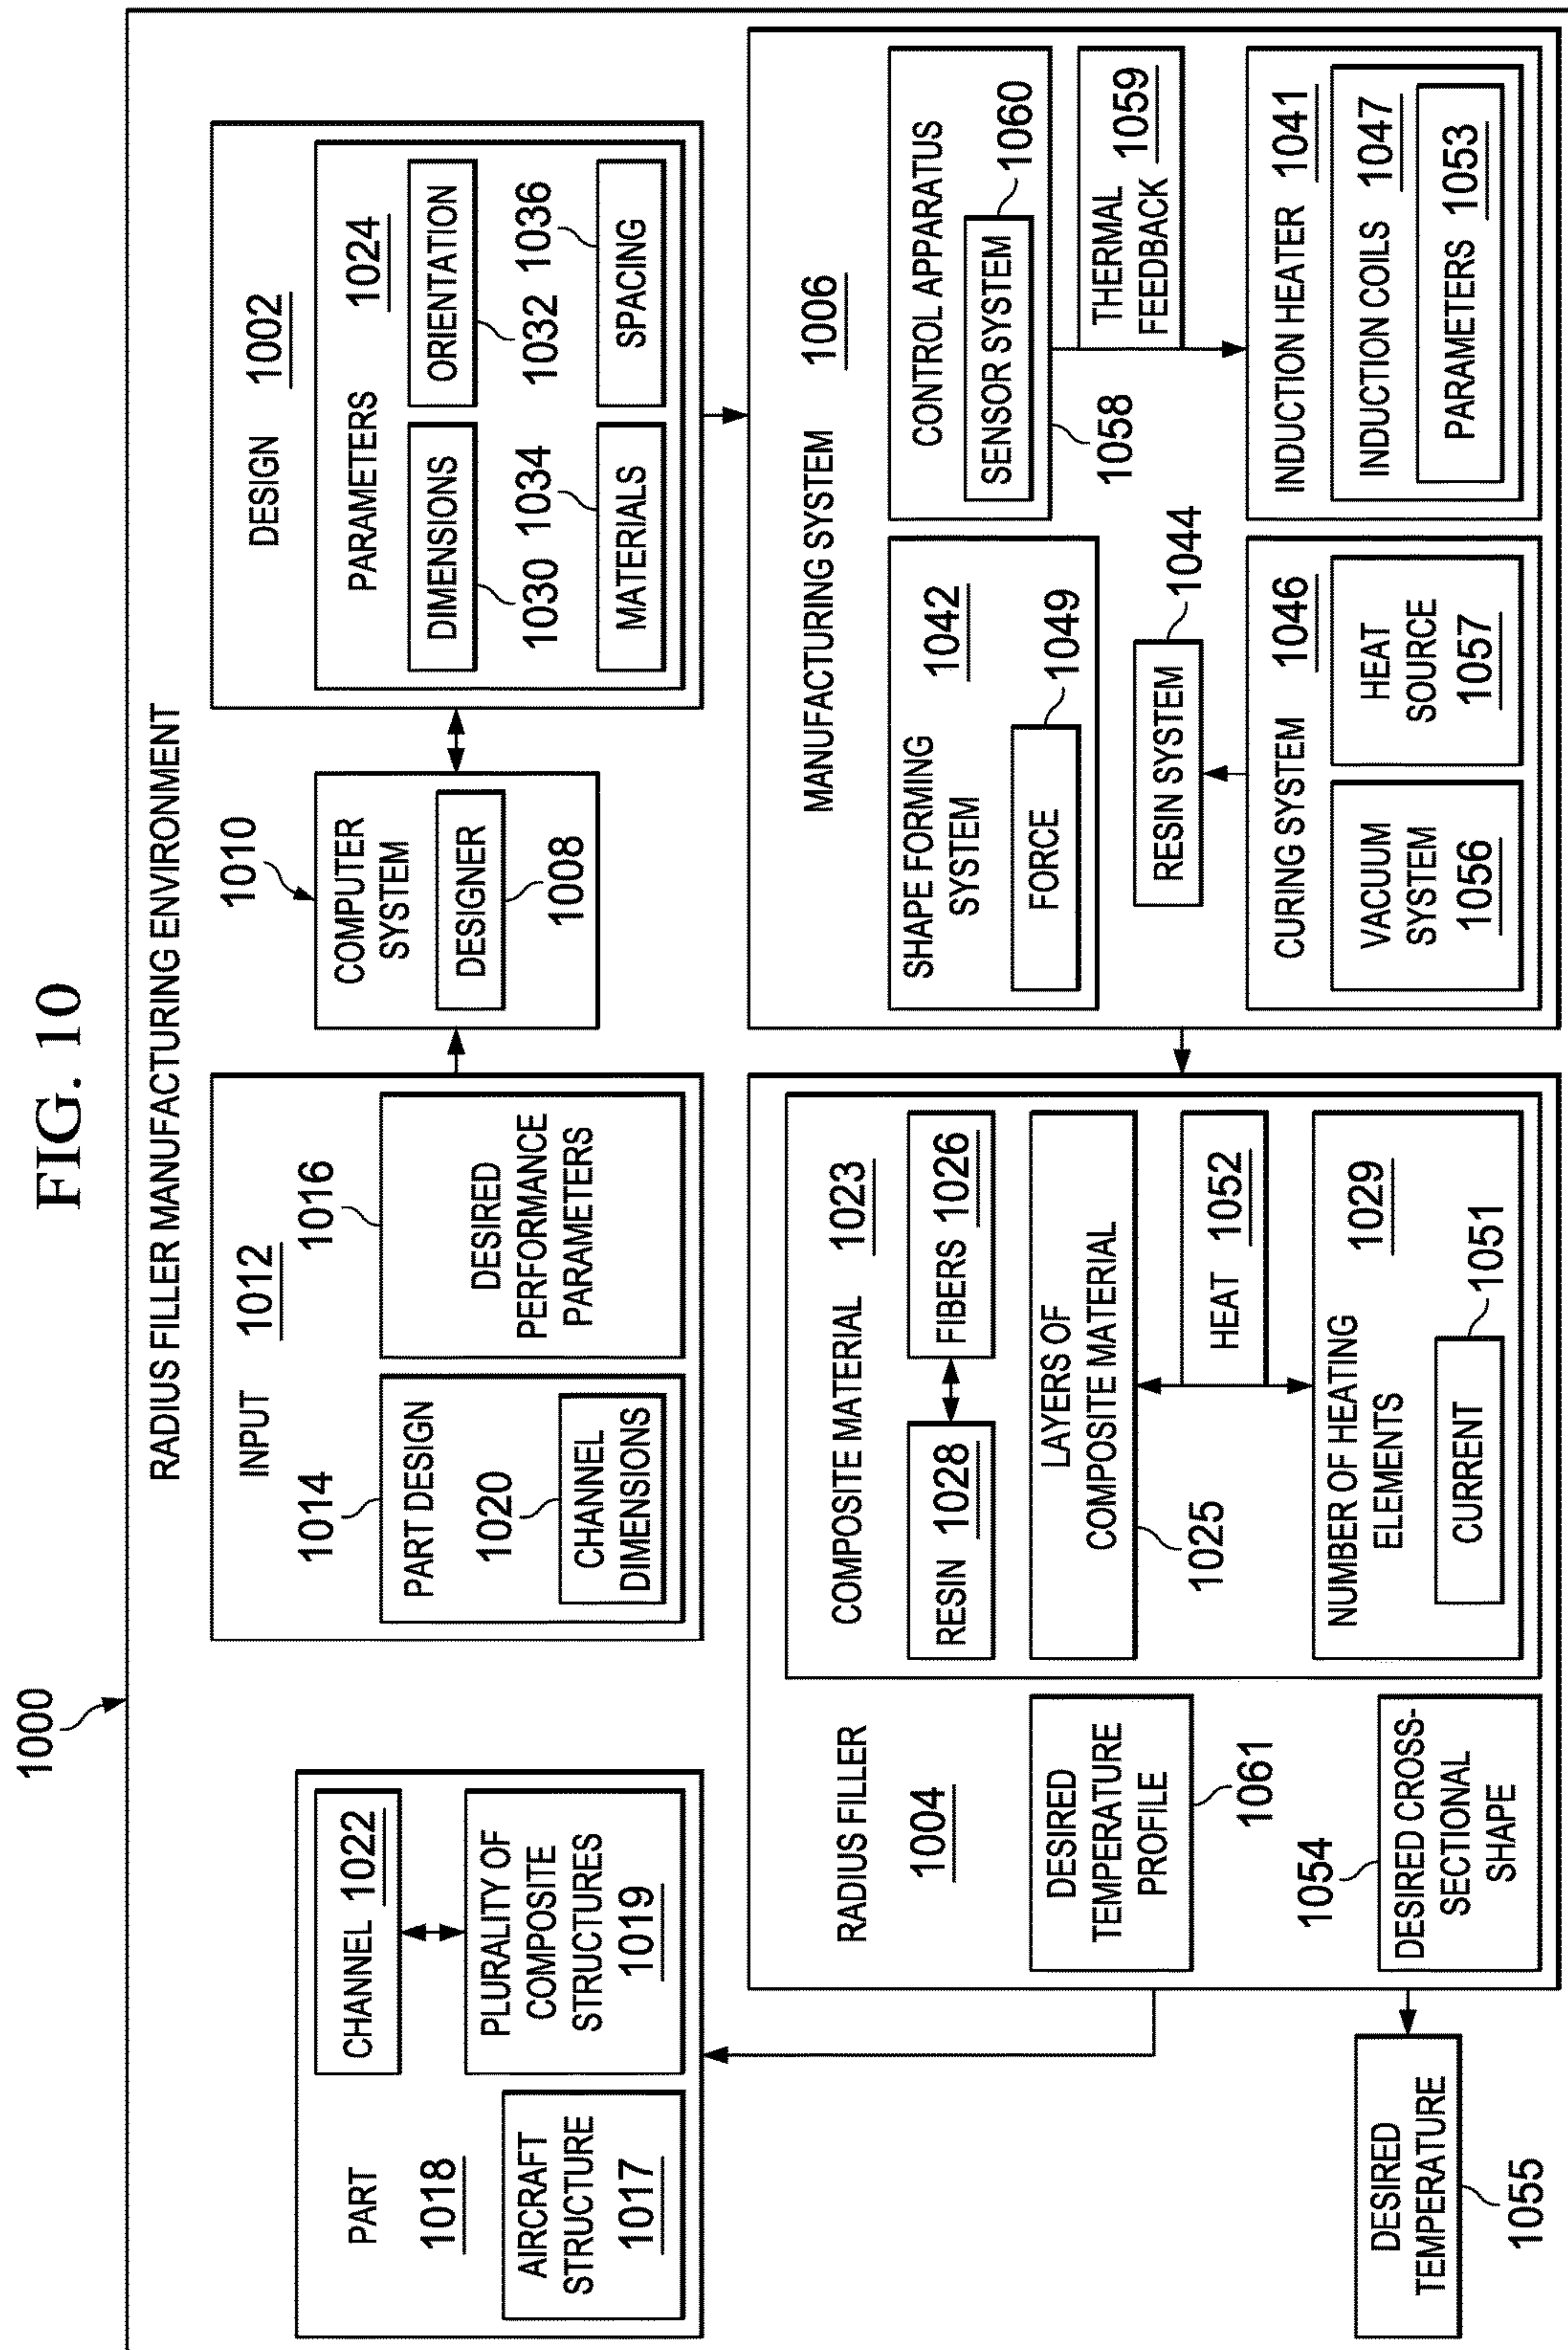 FIG. 10
1000
RADIUS FILLER MANUFACTURING ENVIRONMENT
PART
1018
CHANNEL 1022
PLURALITY OF
COMPOSITE
STRUCTURES
1019
AIRCRAFT
STRUCTURE
1017
INPUT 1012
1014
PART DESIGN
1020
CHANNEL
DIMENSIONS
1016
DESIRED
PERFORMANCE
PARAMETERS
1010
COMPUTER
SYSTEM
DESIGNER
1008
DESIGN 1002
PARAMETERS 1024
DIMENSIONS
1030
ORIENTATION
1032
1034
MATERIALS
1036
SPACING
RADIUS FILLER
1004
DESIRED
TEMPERATURE
PROFILE
1061
1054
DESIRED CROSS-
SECTIONAL
SHAPE
DESIRED
TEMPERATURE
1055
COMPOSITE MATERIAL 1023
RESIN 1028
FIBERS 1026
LAYERS OF
COMPOSITE MATERIAL
1025
HEAT 1052
NUMBER OF HEATING
ELEMENTS
1029
CURRENT
1051
MANUFACTURING SYSTEM 1006
SHAPE FORMING
SYSTEM
1042
FORCE
1049
CONTROL APPARATUS
SENSOR SYSTEM
1060
1058
THERMAL
FEEDBACK
1059
RESIN SYSTEM
1044
CURING SYSTEM 1046
VACUUM
SYSTEM
1056
HEAT
SOURCE
1057
INDUCTION HEATER 1041
INDUCTION COILS 1047
PARAMETERS 1053